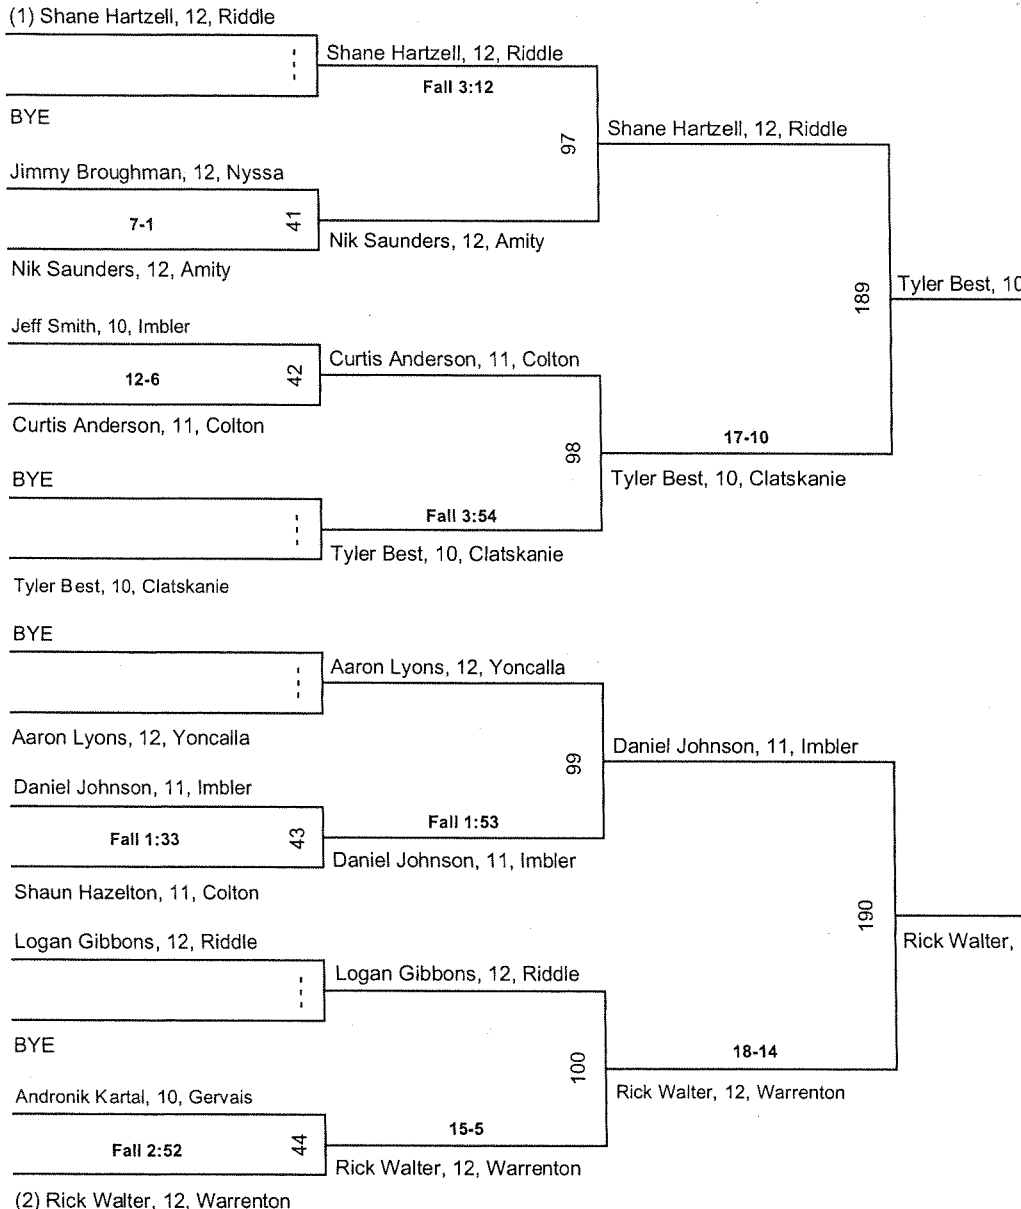 (1) Shane Hartzell, 12, Riddle
Shane Hartzell, 12, Riddle
Fall 3:12
BYE
97
Shane Hartzell, 12, Riddle
Jimmy Broughman, 12, Nyssa
7-1
41
Nik Saunders, 12, Amity
Nik Saunders, 12, Amity
189
Tyler Best, 10
Jeff Smith, 10, Imbler
12-6
42
Curtis Anderson, 11, Colton
Curtis Anderson, 11, Colton
98
17-10
Tyler Best, 10, Clatskanie
BYE
Fall 3:54
Tyler Best, 10, Clatskanie
Tyler Best, 10, Clatskanie
BYE
Aaron Lyons, 12, Yoncalla
Aaron Lyons, 12, Yoncalla
99
Daniel Johnson, 11, Imbler
Daniel Johnson, 11, Imbler
Fall 1:33
43
Fall 1:53
Daniel Johnson, 11, Imbler
Shaun Hazelton, 11, Colton
190
Rick Walter,
Logan Gibbons, 12, Riddle
Logan Gibbons, 12, Riddle
BYE
100
18-14
Rick Walter, 12, Warrenton
Andronik Kartal, 10, Gervais
Fall 2:52
44
15-5
Rick Walter, 12, Warrenton
(2) Rick Walter, 12, Warrenton